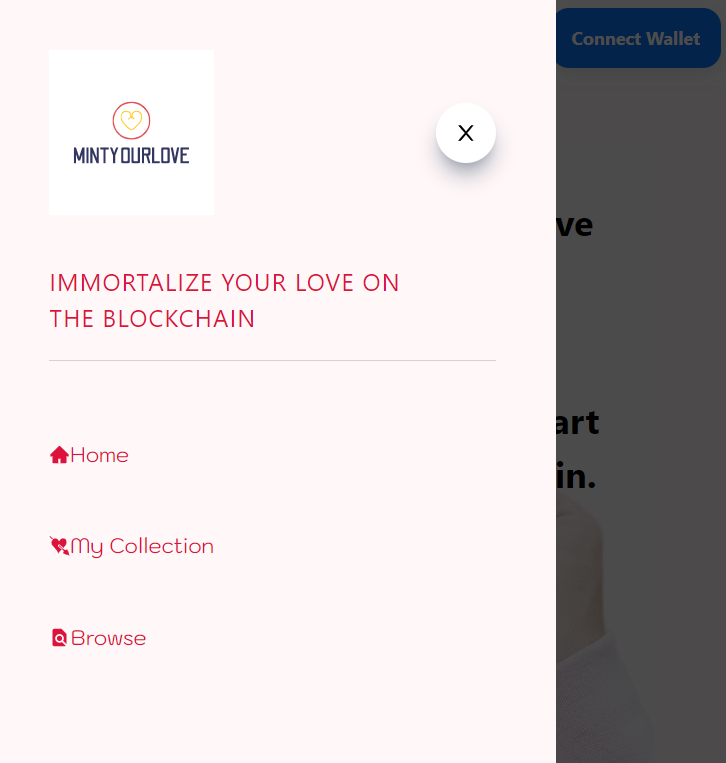 Connect Wallet
MINTYOURLOVE
X
IMMORTALIZE YOUR LOVE ON
THE BLOCKCHAIN
Home
My Collection
Browse
ve
art
in.